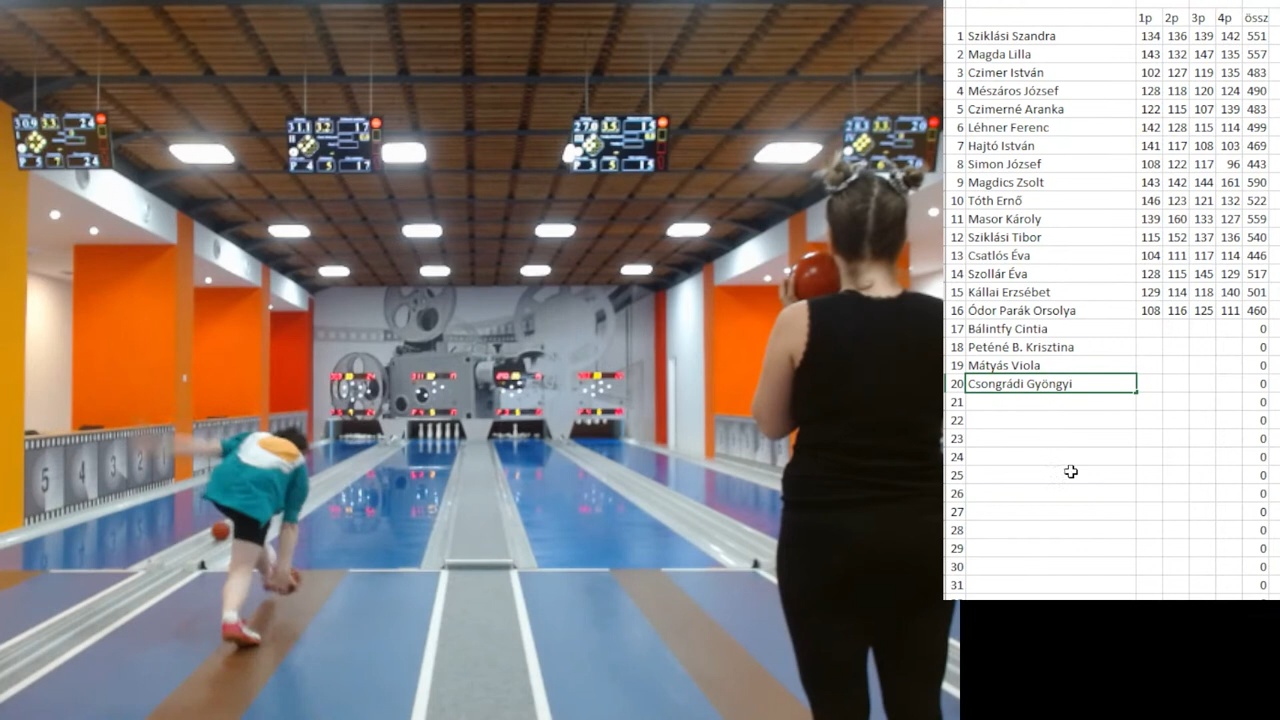 1p 2p 3p 4p össz
1 Sziklási Szandra 134 136 139 142 551
2 Magda Lilla 143 132 147 135 557
3 Czimer István 102 127 119 135 483
4 Mészáros József 128 118 120 124 490
5 Czimerné Aranka 122 115 107 139 483
6 Léhner Ferenc 142 128 115 114 499
7 Hajtó István 141 117 108 103 469
8 Simon József 108 122 117 96 443
9 Magdics Zsolt 143 142 144 161 590
10 Tóth Ernő 146 123 121 132 522
11 Masor Károly 139 160 133 127 559
12 Sziklási Tibor 115 152 137 136 540
13 Csatlós Éva 104 111 117 114 446
14 Szollár Éva 128 115 145 129 517
15 Kállai Erzsébet 129 114 118 140 501
16 Ódor Parák Orsolya 108 116 125 111 460
17 Bálintfy Cintia 0
18 Peténé B. Krisztina 0
19 Mátyás Viola 0
20 Csongrádi Gyöngyi 0
21 0
22 0
23 0
24 0
25 0
26 0
27 0
28 0
29 0
30 0
31 0
5 4 3 2